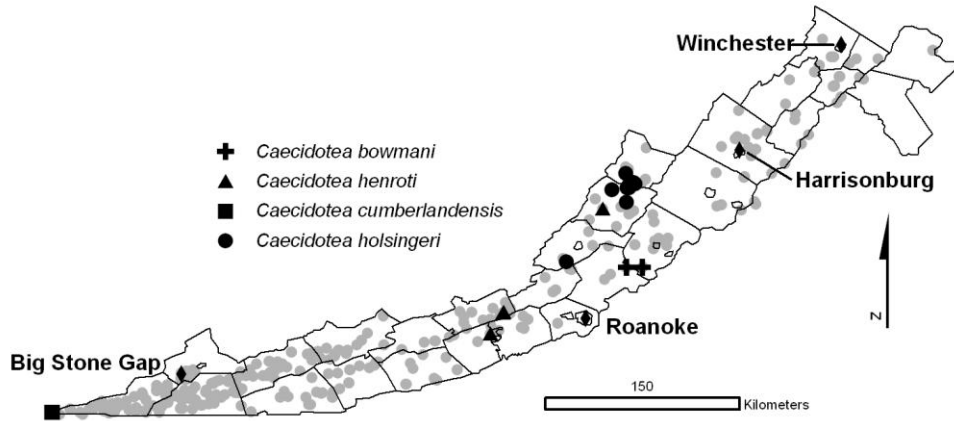 Winchester
Caecidotea bowmani
Caecidotea henroti
Caecidotea cumberlandensis
Caecidotea holsingeri
Harrisonburg
N
Roanoke
Big Stone Gap
150
Kilometers